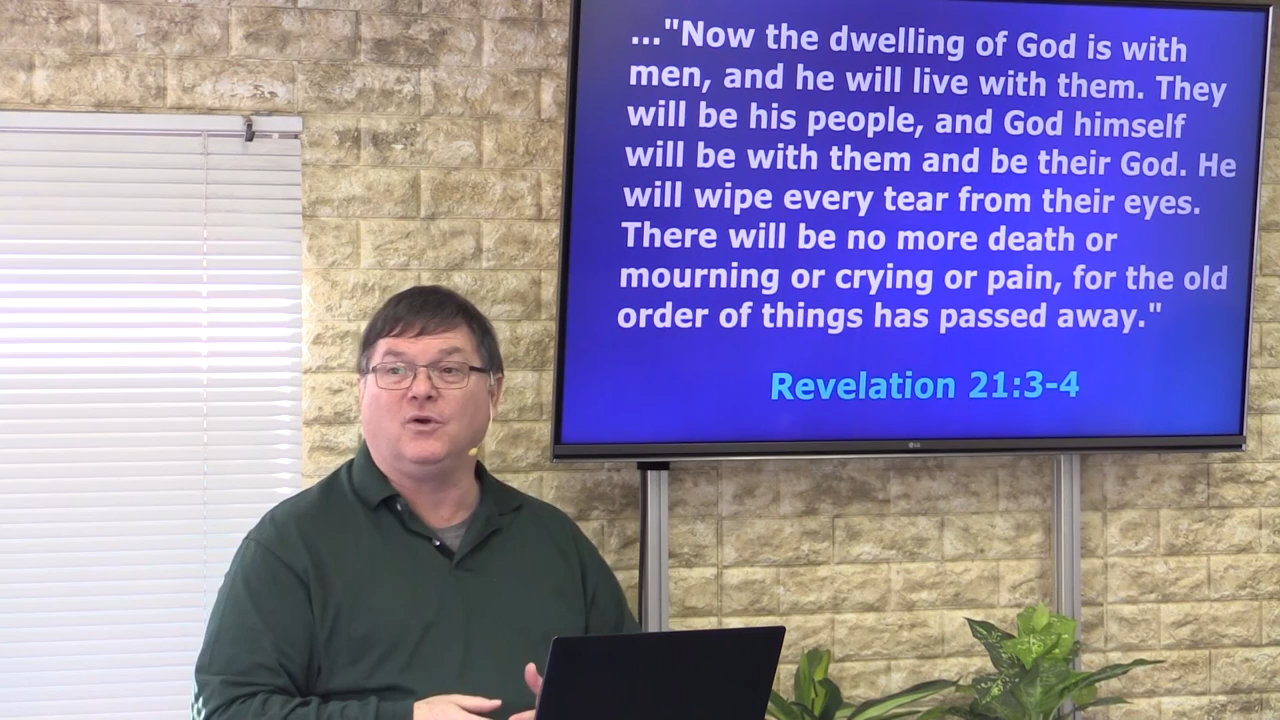 ..."Now the dwelling of God is with
men, and he will live with them. They
will be his people, and God himself
will be with them and be their God. He
will wipe every tear from their eyes.
There will be no more death or
mourning or crying or pain, for the old
order of things has passed away."
Revelation 21:3-4
LG